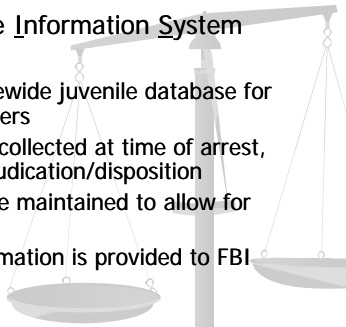 Information System
ewide juvenile database for
ers
collected at time of arrest,
udication/disposition
e maintained to allow for
mation is provided to FBI